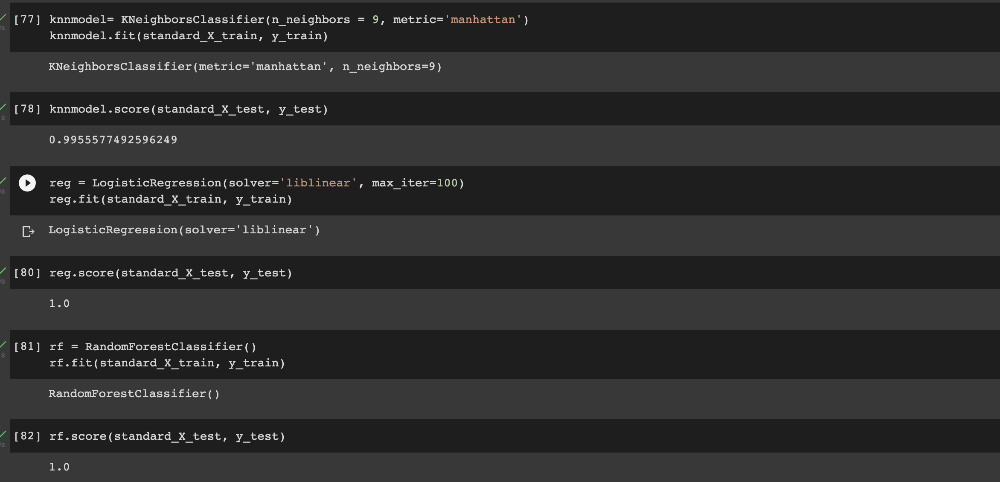 [77] knnmodel= KNeighborsClassifier(n_neighbors = 9, metric='manhattan')
knnmodel.fit(standard_X_train, y_train)
KNeighborsClassifier(metric='manhattan', n_neighbors=9)
[78] knnmodel.score(standard_X_test, y_test)
0.9955577492596249
reg = LogisticRegression(solver='liblinear', max_iter=100)
reg.fit(standard_X_train, y_train)
LogisticRegression(solver='liblinear')
[80] reg.score(standard_X_test, y_test)
1.0
[81] rf = RandomForestClassifier()
rf.fit(standard_X_train, y_train)
RandomForestClassifier()
[82] rf.score(standard_X_test, y_test)
1.0